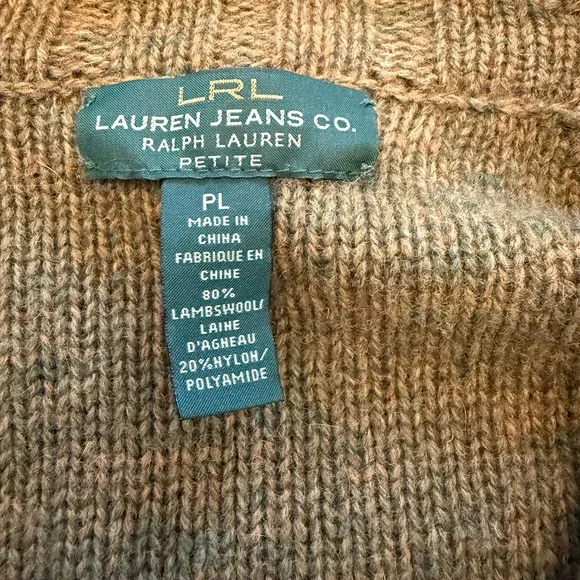 LRL
LAUREN JEANS CO.
RALPH LAUREN
PETITE
PL
MADE IN
CHINA
FABRIQUE EN
CHINE
80%
LAMBSWOOL/
LAINE
D'AGNEAU
20%NYLON/
POLYAMIDE